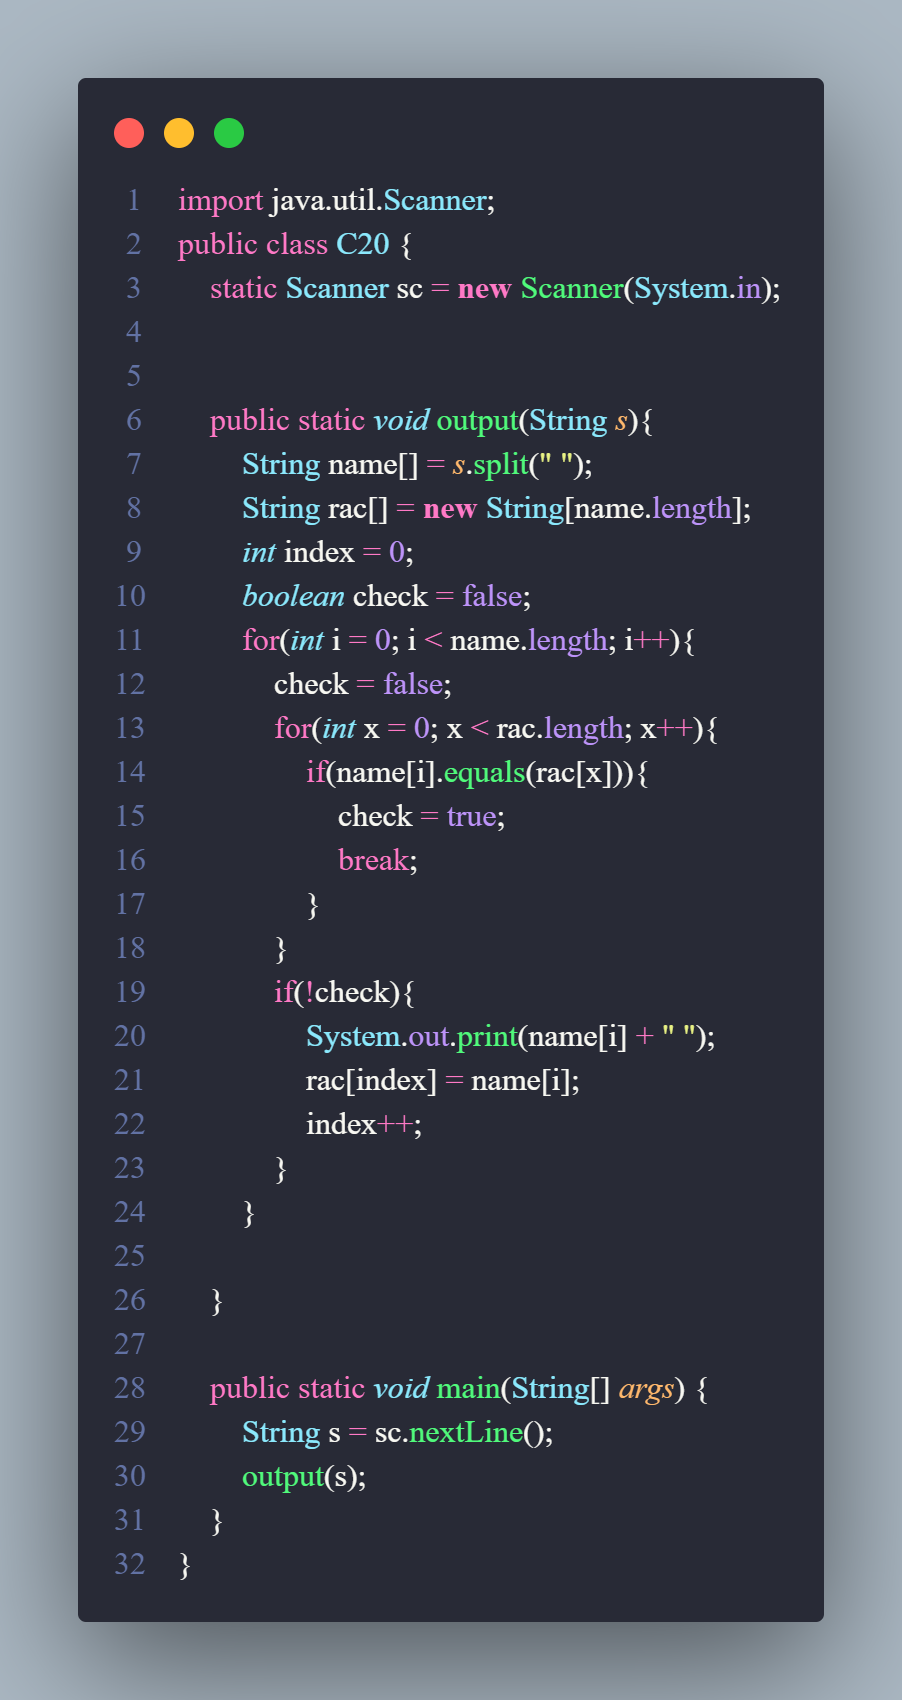 1 import java.util.Scanner;
2 public class C20 {
3     static Scanner sc = new Scanner(System.in);
4
5
6     public static void output(String s){
7         String name[] = s.split(" ");
8         String rac[] = new String[name.length];
9         int index = 0;
10         boolean check = false;
11         for(int i = 0; i < name.length; i++){
12             check = false;
13             for(int x = 0; x < rac.length; x++){
14                 if(name[i].equals(rac[x])){
15                     check = true;
16                     break;
17                 }
18             }
19             if(!check){
20                 System.out.print(name[i] + " ");
21                 rac[index] = name[i];
22                 index++;
23             }
24         }
25
26     }
27
28     public static void main(String[] args) {
29         String s = sc.nextLine();
30         output(s);
31     }
32 }